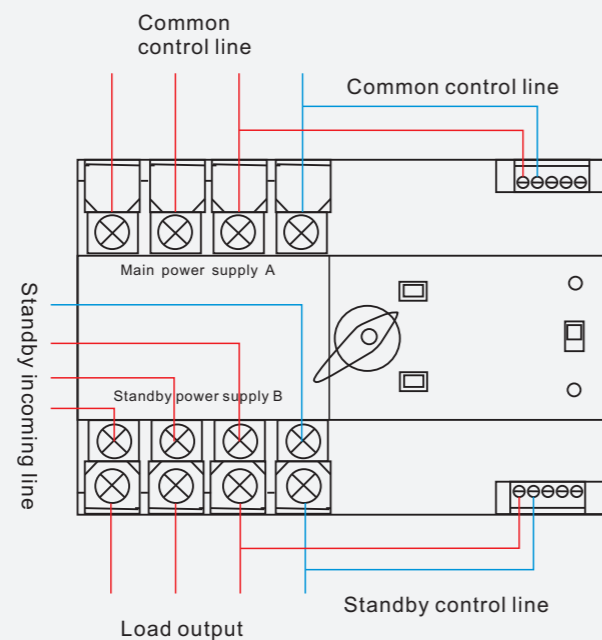 Common
control line
Common control line
Main power supply A
Standby incoming line
Standby power supply B
Standby control line
Load output